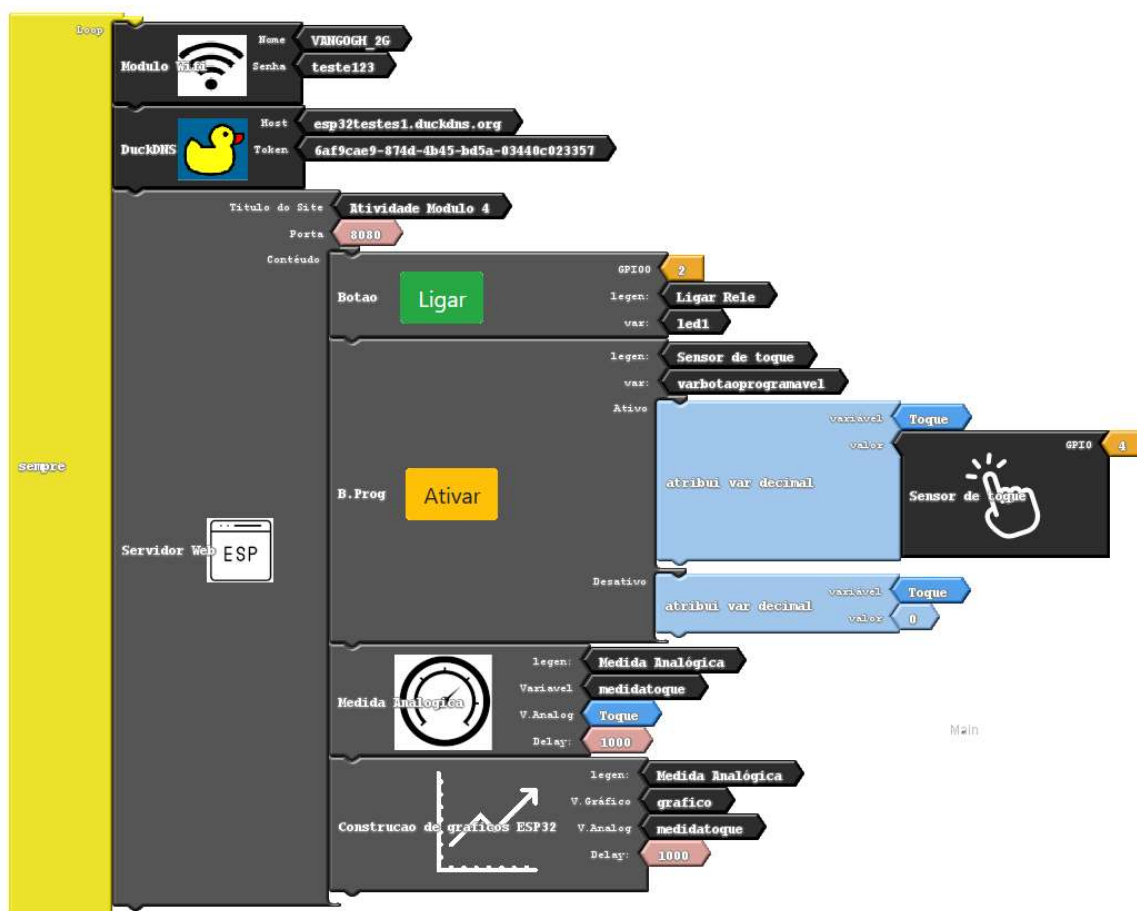 Loop
Nome VANGOGH_2G
Modulo Wifi
Senha teste123
Host esp32testes1.duckdns.org
DuckDNS
Token 6af9cae9-874d-4b45-bd5a-03440c023357
Titulo do Site Atividade Modulo 4
Porta 8080
Contéudo
GPIO0 2
Botao Ligar
legen: Ligar Rele
var: led1
legen: Sensor de toque
var: varbotaoprogramavel
Ativo
variável Toque
valor
GPIO 4
sempre
B.Prog Ativar
atribui var decimal
Sensor de toque
Servidor Web ESP
Desativo
variável Toque
atribui var decimal
valor 0
legen: Medida Analógica
Variavel medidatoque
Medida Analogica
V.Analog Toque
Delay: 1000
Main
legen: Medida Analógica
V.Gráfico grafico
Construcao de graficos ESP32
V.Analog medidatoque
Delay: 1000